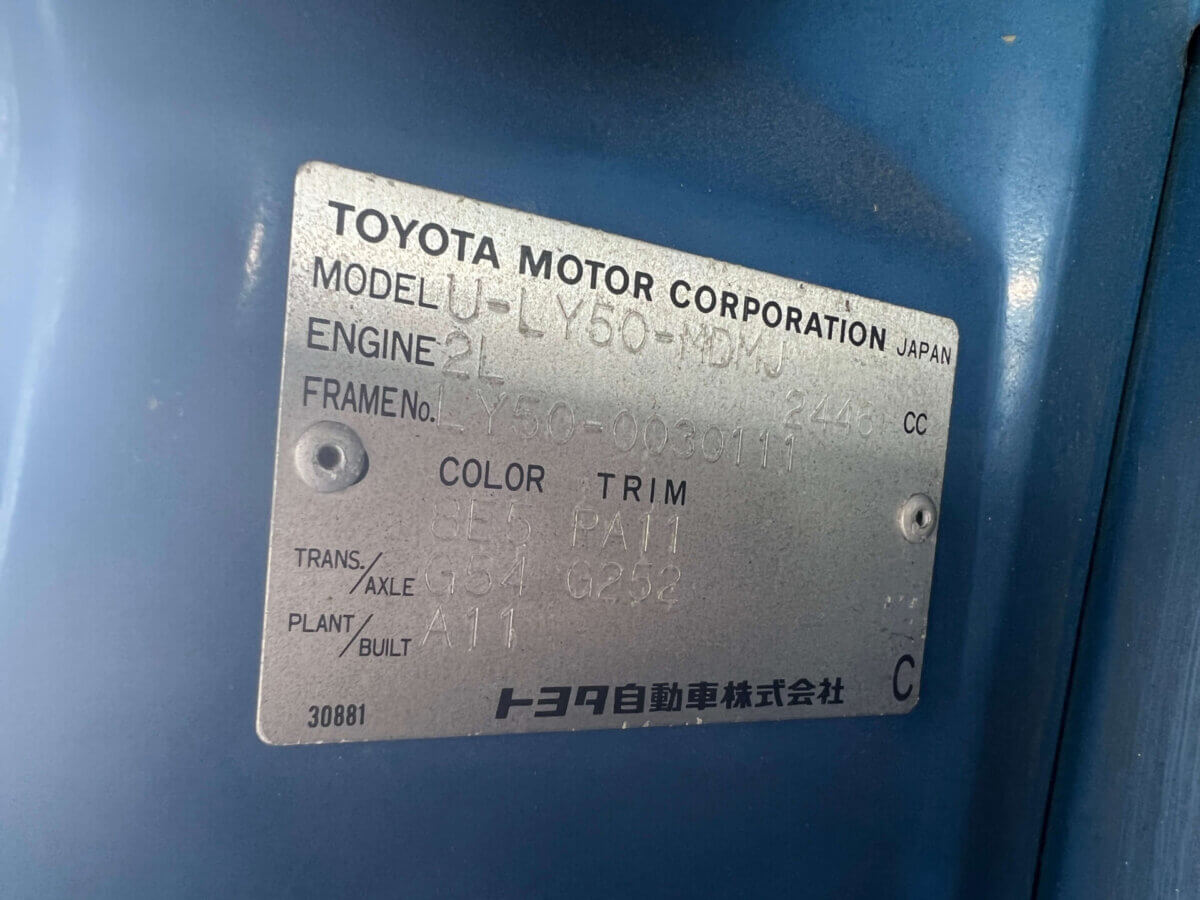 TOYOTA MOTOR CORPORATION JAPAN
MODEL U-LY50-MDMJ
ENGINE 2L 2446 CC
FRAME No. LY50-0030111
COLOR TRIM
8E5 PA11
TRANS./AXLE G54 G252
PLANT/BUILT A11
C
30881 トヨタ自動車株式会社